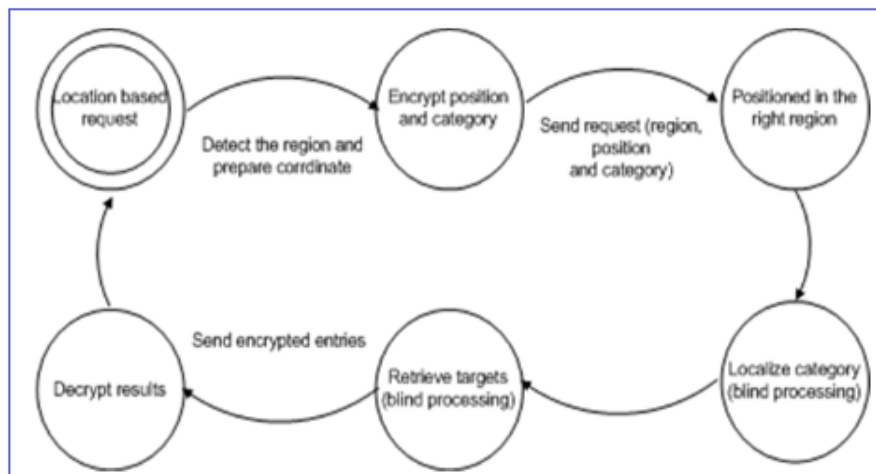 Location based
request
Detect the region and
prepare corrdinate
Encrypt position
and category
Send request (region,
position
and category)
Positioned in the
right region
Localize category
(blind processing)
Retrieve targets
(blind processing)
Send encrypted entries
Decrypt results